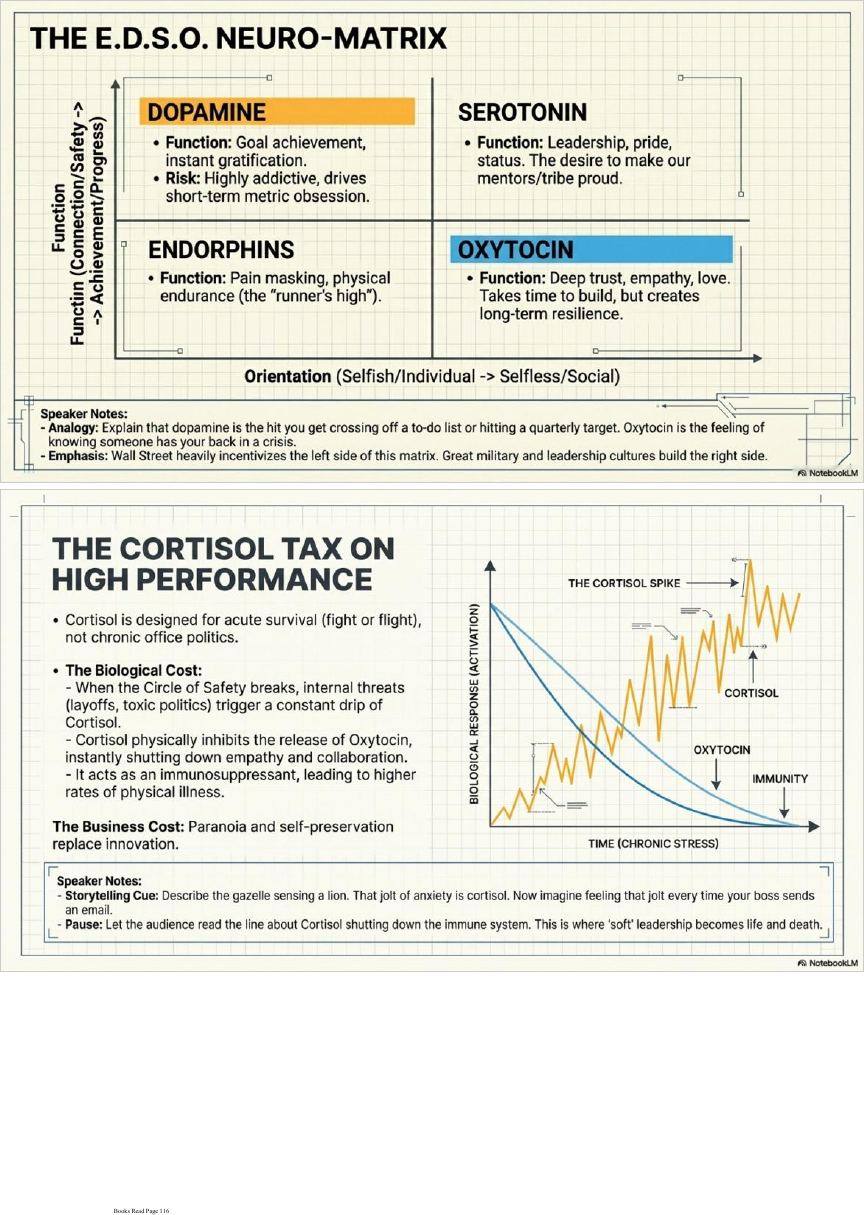 THE E.D.S.O. NEURO-MATRIX
Function
Functiin (Connection/Safety ->
-> Achievement/Progress)
DOPAMINE
• Function: Goal achievement,
instant gratification.
• Risk: Highly addictive, drives
short-term metric obsession.
SEROTONIN
• Function: Leadership, pride,
status. The desire to make our
mentors/tribe proud.
ENDORPHINS
• Function: Pain masking, physical
endurance (the “runner's high”).
OXYTOCIN
• Function: Deep trust, empathy, love.
Takes time to build, but creates
long-term resilience.
Orientation (Selfish/Individual -> Selfless/Social)
Speaker Notes:
- Analogy: Explain that dopamine is the hit you get crossing off a to-do list or hitting a quarterly target. Oxytocin is the feeling of
knowing someone has your back in a crisis.
- Emphasis: Wall Street heavily incentivizes the left side of this matrix. Great military and leadership cultures build the right side.
NotebookLM
THE CORTISOL TAX ON
HIGH PERFORMANCE
• Cortisol is designed for acute survival (fight or flight),
not chronic office politics.
• The Biological Cost:
- When the Circle of Safety breaks, internal threats
(layoffs, toxic politics) trigger a constant drip of
Cortisol.
- Cortisol physically inhibits the release of Oxytocin,
instantly shutting down empathy and collaboration.
- It acts as an immunosuppressant, leading to higher
rates of physical illness.
The Business Cost: Paranoia and self-preservation
replace innovation.
BIOLOGICAL RESPONSE (ACTIVATION)
THE CORTISOL SPIKE
CORTISOL
OXYTOCIN
IMMUNITY
TIME (CHRONIC STRESS)
Speaker Notes:
- Storytelling Cue: Describe the gazelle sensing a lion. That jolt of anxiety is cortisol. Now imagine feeling that jolt every time your boss sends
an email.
- Pause: Let the audience read the line about Cortisol shutting down the immune system. This is where 'soft' leadership becomes life and death.
NotebookLM
Books Read Page 116